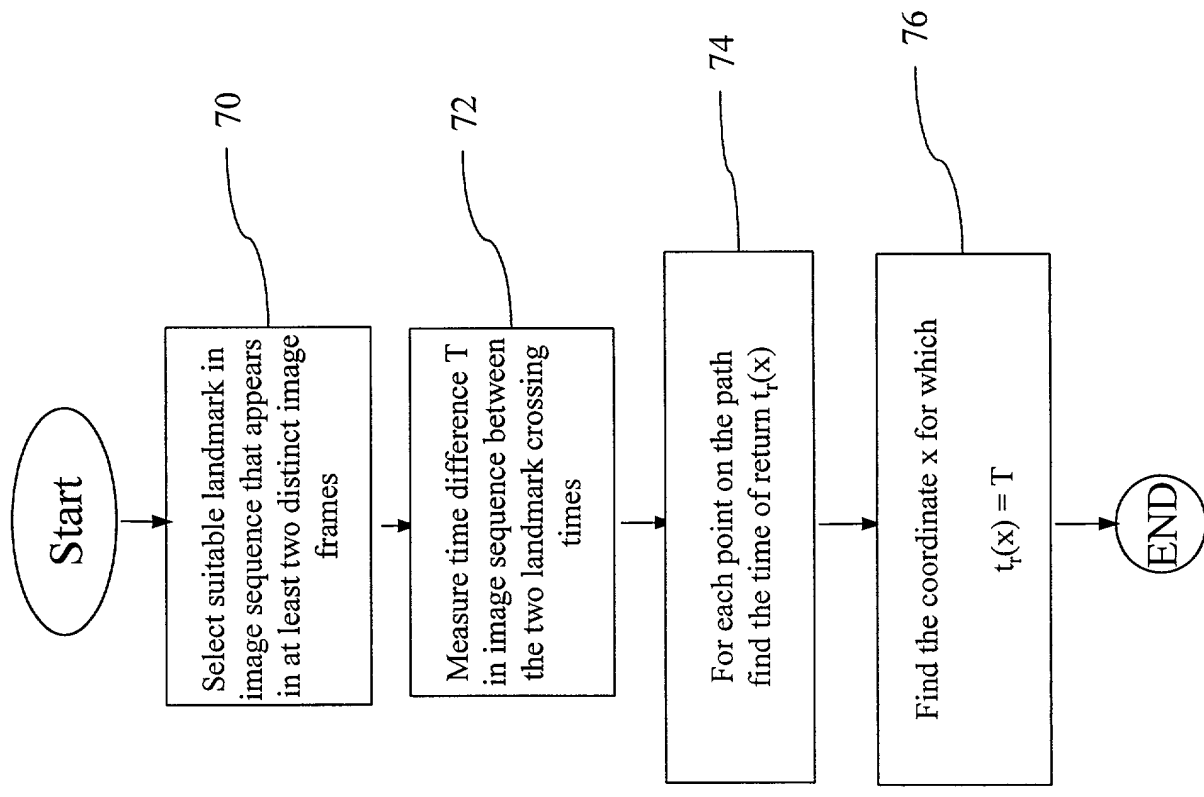 Start
Select suitable landmark in
image sequence that appears
in at least two distinct image
frames
70
Measure time difference T
in image sequence between
the two landmark crossing
times
72
For each point on the path
find the time of return tᵣ(x)
74
Find the coordinate x for which
tᵣ(x) = T
76
END